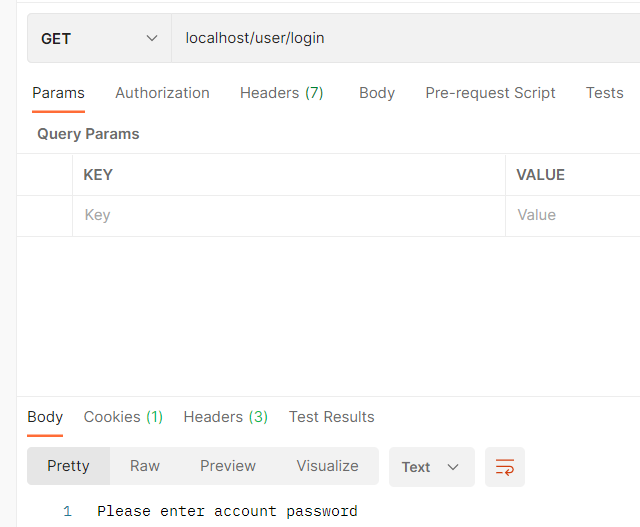 GET localhost/user/login
Params Authorization Headers (7) Body Pre-request Script Tests
Query Params
KEY VALUE
Key Value
Body Cookies (1) Headers (3) Test Results
Pretty Raw Preview Visualize Text
1 Please enter account password